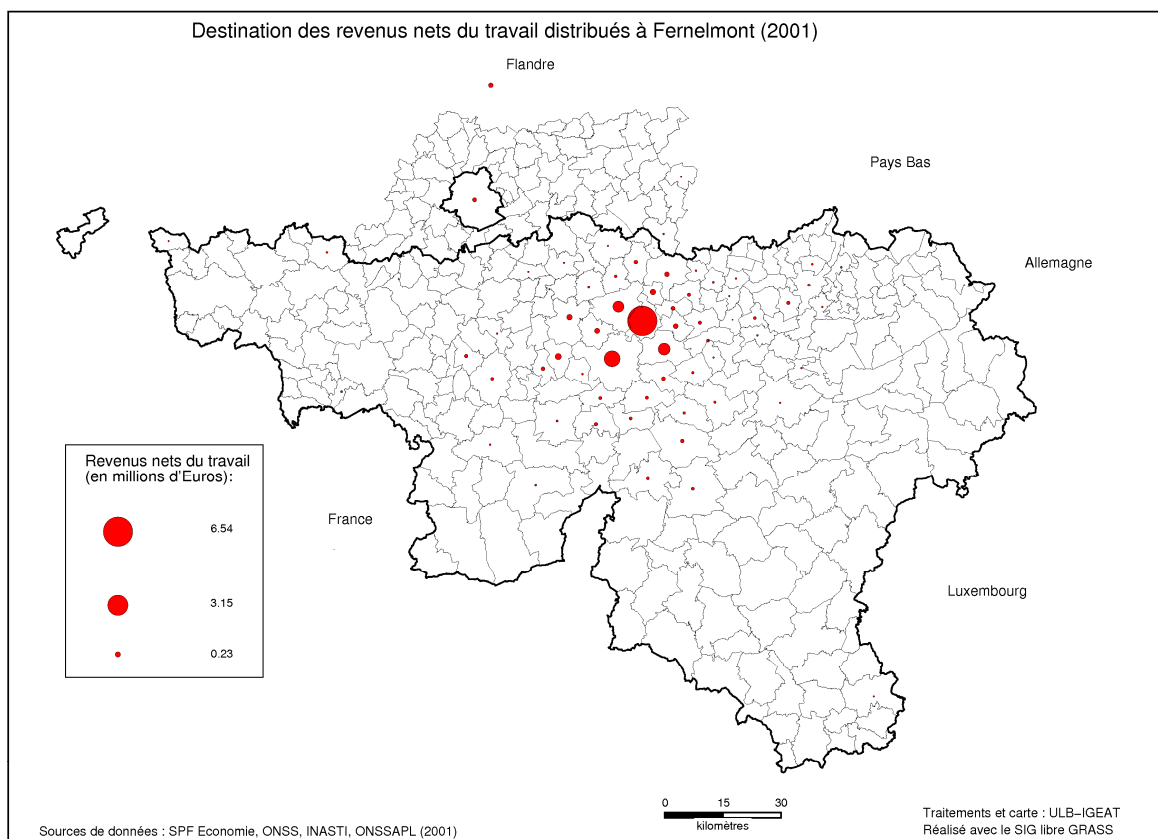 Destination des revenus nets du travail distribués à Fernelmont (2001)
Flandre
Pays Bas
Allemagne
Revenus nets du travail
(en millions d'Euros):
6.54
3.15
0.23
France
Luxembourg
0 15 30
kilomètres
Sources de données : SPF Economie, ONSS, INASTI, ONSSAPL (2001)
Traitements et carte : ULB-IGEAT
Réalisé avec le SIG libre GRASS